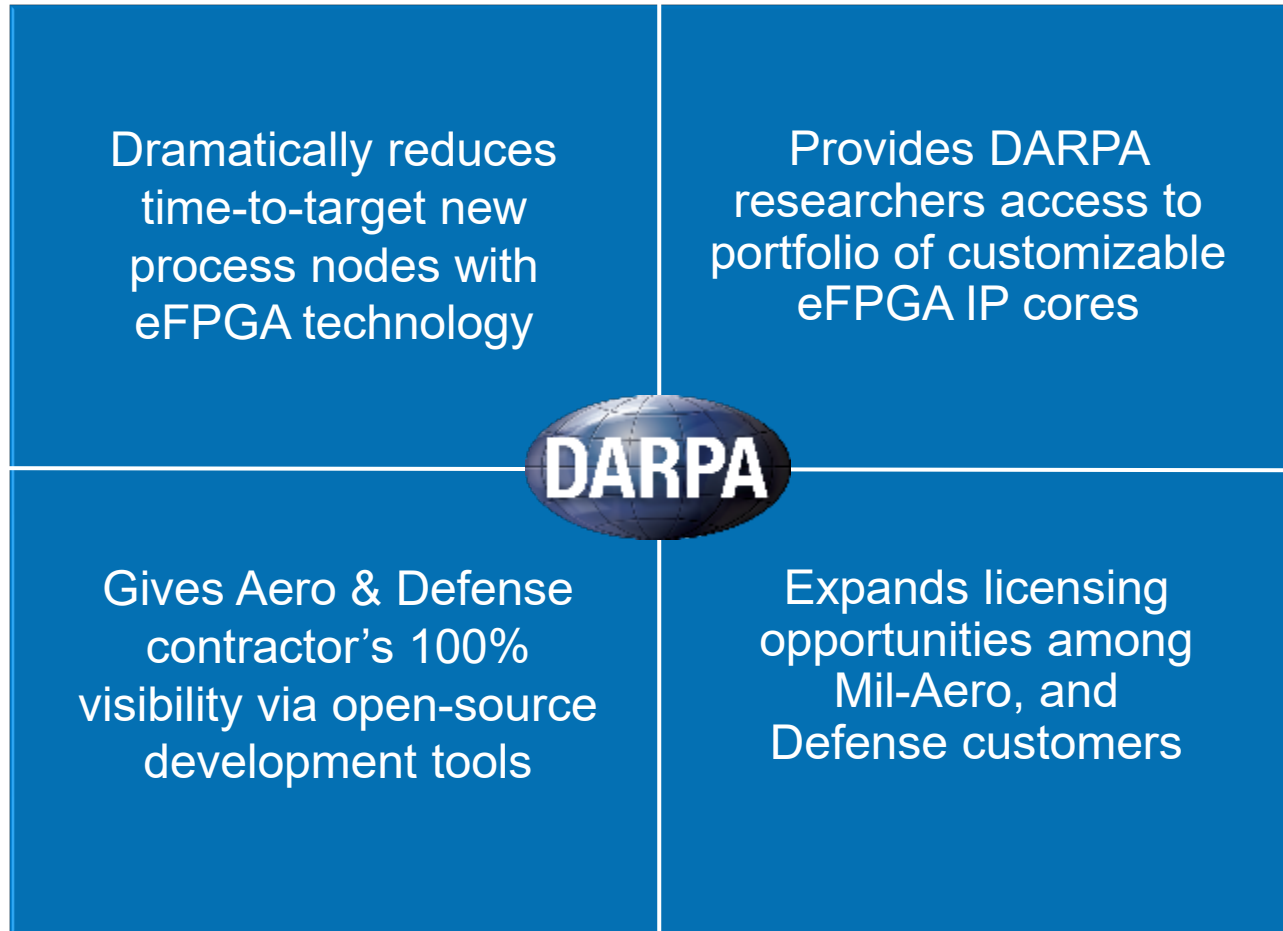 Dramatically reduces
time-to-target new
process nodes with
eFPGA technology
Provides DARPA
researchers access to
portfolio of customizable
eFPGA IP cores
DARPA
Gives Aero & Defense
contractor’s 100%
visibility via open-source
development tools
Expands licensing
opportunities among
Mil-Aero, and
Defense customers